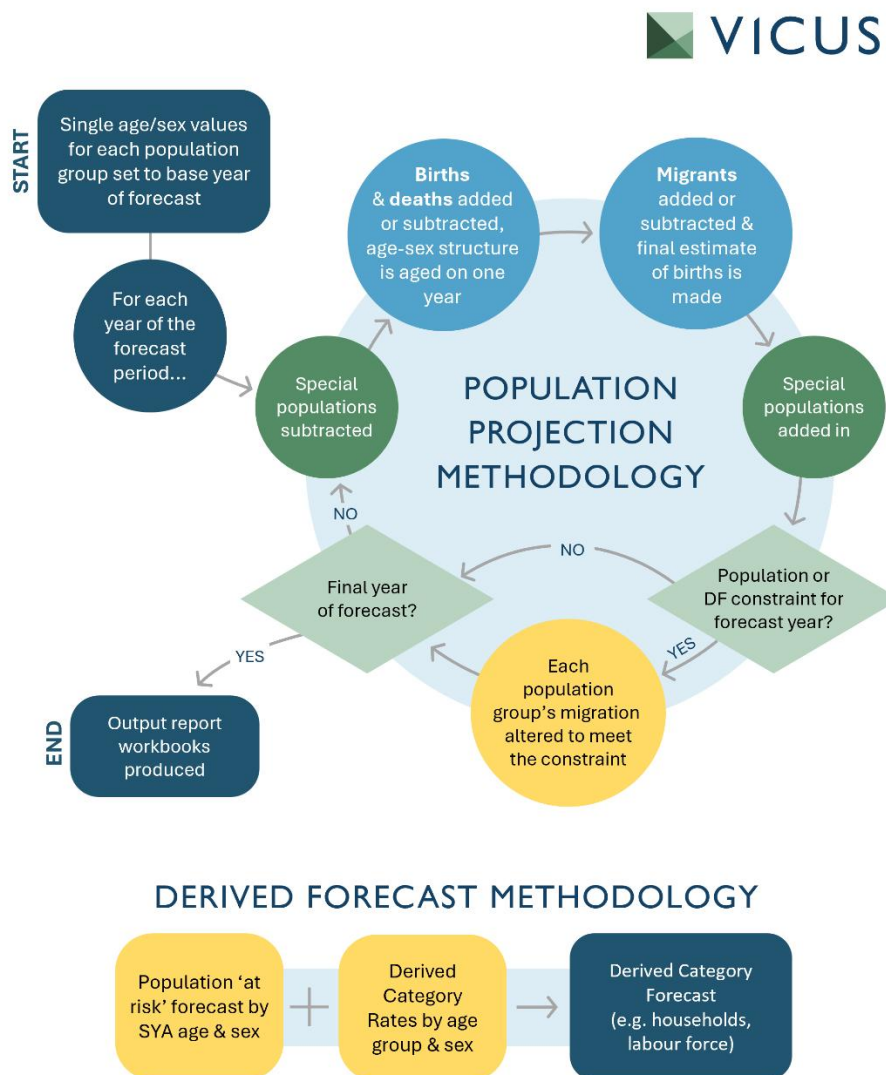 VICUS
START
Single age/sex values
for each population
group set to base year
of forecast
For each
year of the
forecast
period...
Special
populations
subtracted
Births
& deaths added
or subtracted,
age-sex structure
is aged on one
year
Migrants
added or
subtracted &
final estimate
of births is
made
Special
populations
added in
POPULATION
PROJECTION
METHODOLOGY
Population or
DF constraint for
forecast year?
NO
YES
Each
population
group's migration
altered to meet
the constraint
Final year
of forecast?
NO
YES
END
Output report
workbooks
produced
DERIVED FORECAST METHODOLOGY
Population ‘at
risk’ forecast by
SYA age & sex
+
Derived
Category
Rates by age
group & sex
Derived Category
Forecast
(e.g. households,
labour force)